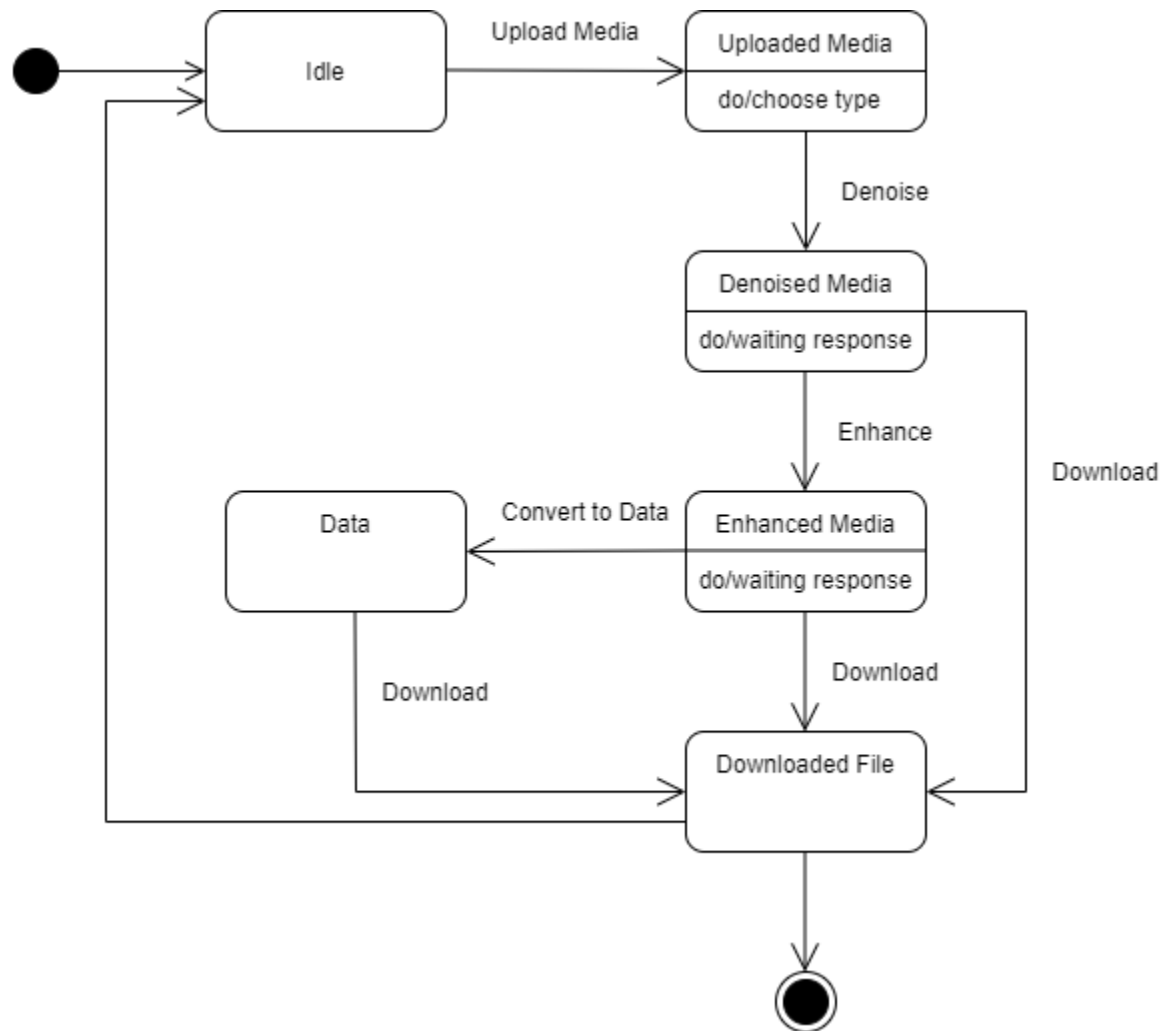 Upload Media
Idle
Uploaded Media
do/choose type
Denoise
Denoised Media
do/waiting response
Enhance
Download
Convert to Data
Data
Enhanced Media
do/waiting response
Download
Download
Downloaded File